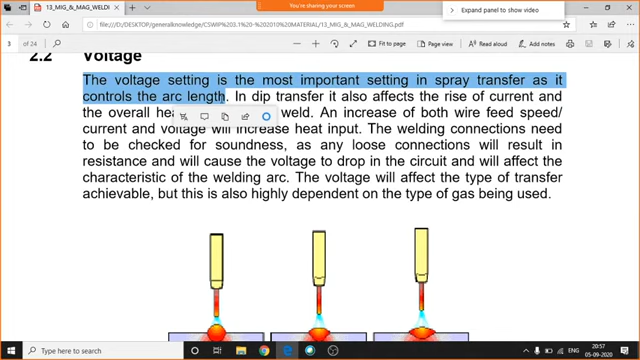 13_MIG_&_MAG_WELDING.pdf
You're sharing your screen
Expand panel to show video
file:///D:/DESKTOP/generalknowledge/CSWIP%203.1%20-%202010%20MATERIAL/13_MIG_&_MAG_WELDING.pdf
3 of 24
Fit to page
Page view
Read aloud
Add notes
2.2 Voltage
The voltage setting is the most important setting in spray transfer as it
controls the arc length. In dip transfer it also affects the rise of current and
the overall hea weld. An increase of both wire feed speed/
current and voltage will increase heat input. The welding connections need
to be checked for soundness, as any loose connections will result in
resistance and will cause the voltage to drop in the circuit and will affect the
characteristic of the welding arc. The voltage will affect the type of transfer
achievable, but this is also highly dependent on the type of gas being used.
Type here to search
ENG
20:57
05-09-2020